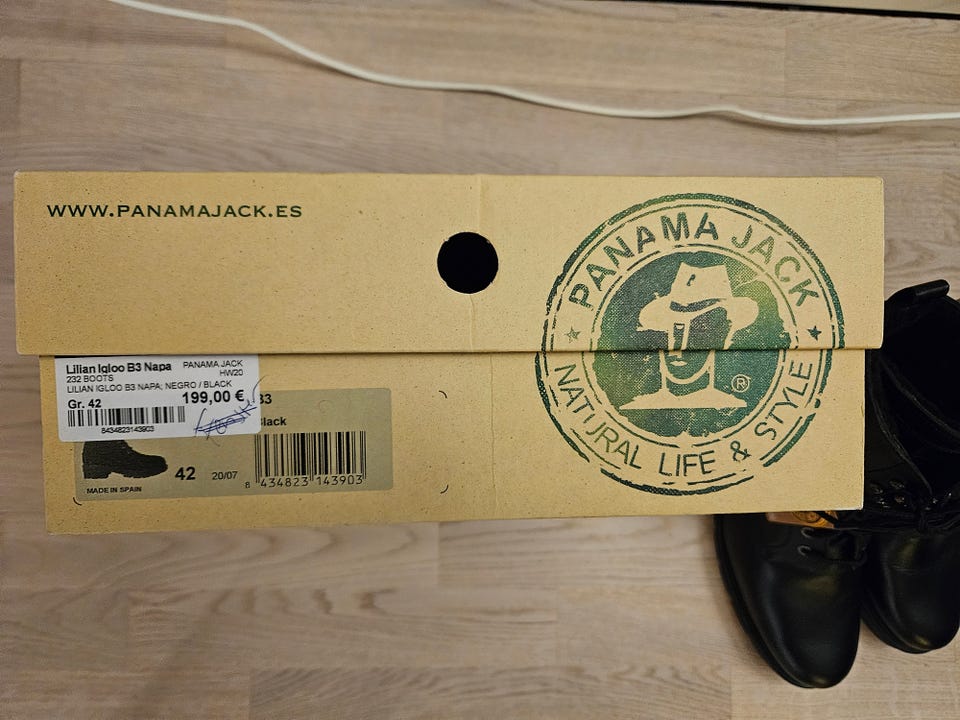 WWW.PANAMAJACK.ES
PANAMA JACK
®
NATURAL LIFE & STYLE
Lilian Igloo B3 Napa PANAMA JACK
232 BOOTS HW20
LILIAN IGLOO B3 NAPA; NEGRO / BLACK
Gr. 42 199,00 €
8434823143903
B3
lack
42 20/07
8 434823 143903
MADE IN SPAIN